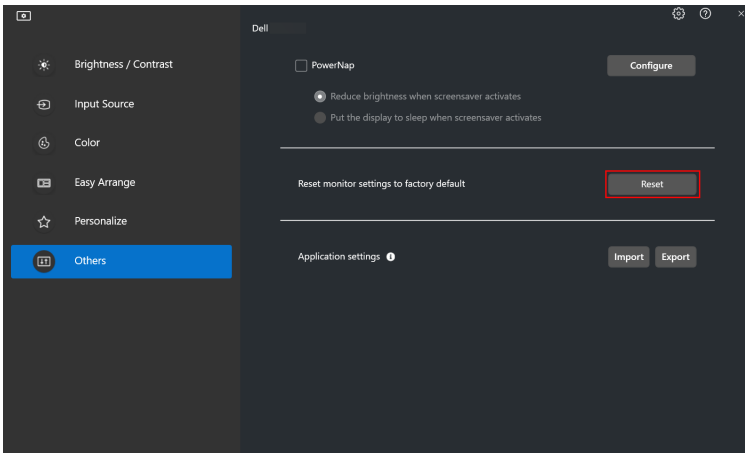 Dell
Brightness / Contrast
Input Source
Color
Easy Arrange
Personalize
Others
PowerNap
Configure
Reduce brightness when screensaver activates
Put the display to sleep when screensaver activates
Reset monitor settings to factory default
Reset
Application settings
Import
Export